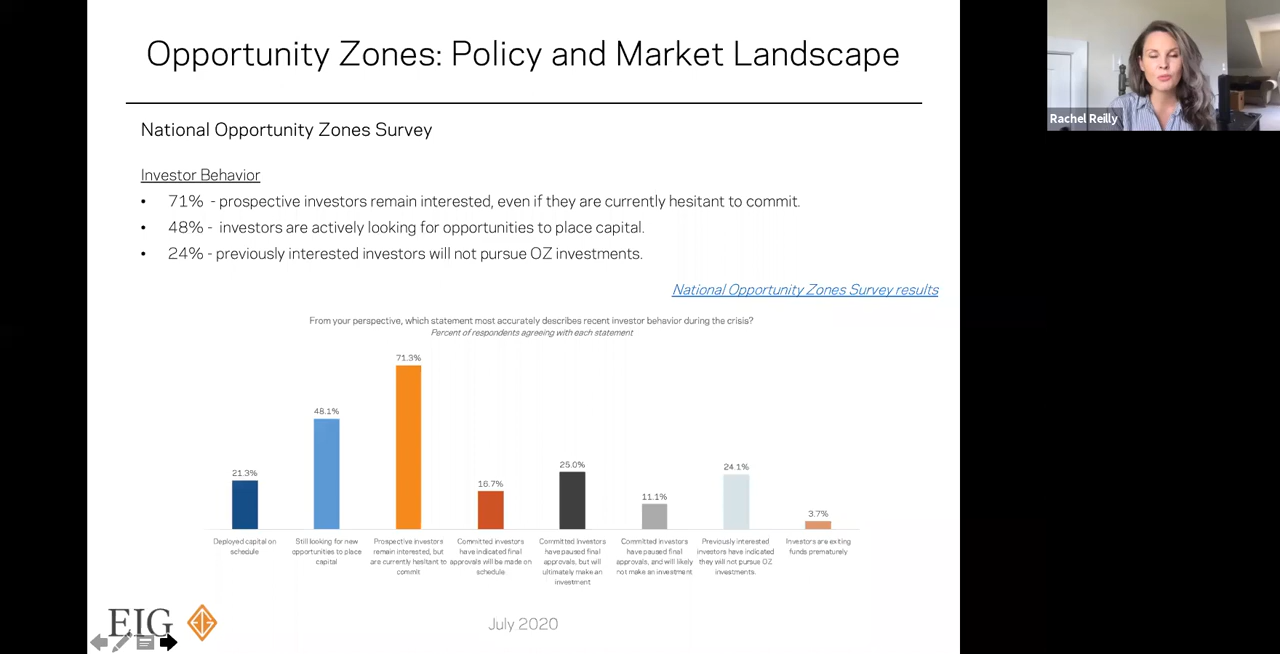 Opportunity Zones: Policy and Market Landscape
Rachel Reilly
National Opportunity Zones Survey
Investor Behavior
• 71% - prospective investors remain interested, even if they are currently hesitant to commit.
• 48% - investors are actively looking for opportunities to place capital.
• 24% - previously interested investors will not pursue OZ investments.
National Opportunity Zones Survey results
From your perspective, which statement most accurately describes recent investor behavior during the crisis?
Percent of respondents agreeing with each statement
21.3%
48.1%
71.3%
16.7%
25.0%
11.1%
24.1%
3.7%
Deployed capital on
schedule
Still looking for new
opportunities to place
capital
Prospective investors
remain interested, but
are currently hesitant to
commit
Committed investors
have indicated final
approvals will be made on
schedule
Committed Investors
have paused final
approvals, but will
ultimately make an
investment
Committed investors
have paused final
approvals, and will likely
not make an investment
Previously interested
investors have indicated
they will not pursue OZ
investments.
Investors are exiting
funds prematurely
EIG
EIG
July 2020